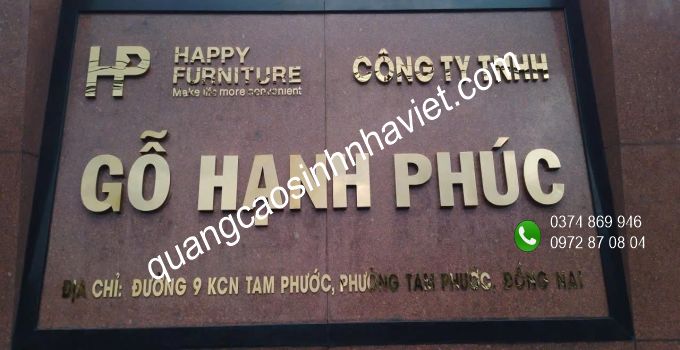 HP
HAPPY
FURNITURE
Make life more convenient
CÔNG TY TNHH
GỖ HẠNH PHÚC
ĐỊA CHỈ: ĐƯỜNG 9 KCN TAM PHƯỚC, PHƯỜNG TAM PHƯỚC, ĐỒNG NAI
quangcaosinhnhaviet.com
0374 869 946
0972 87 08 04